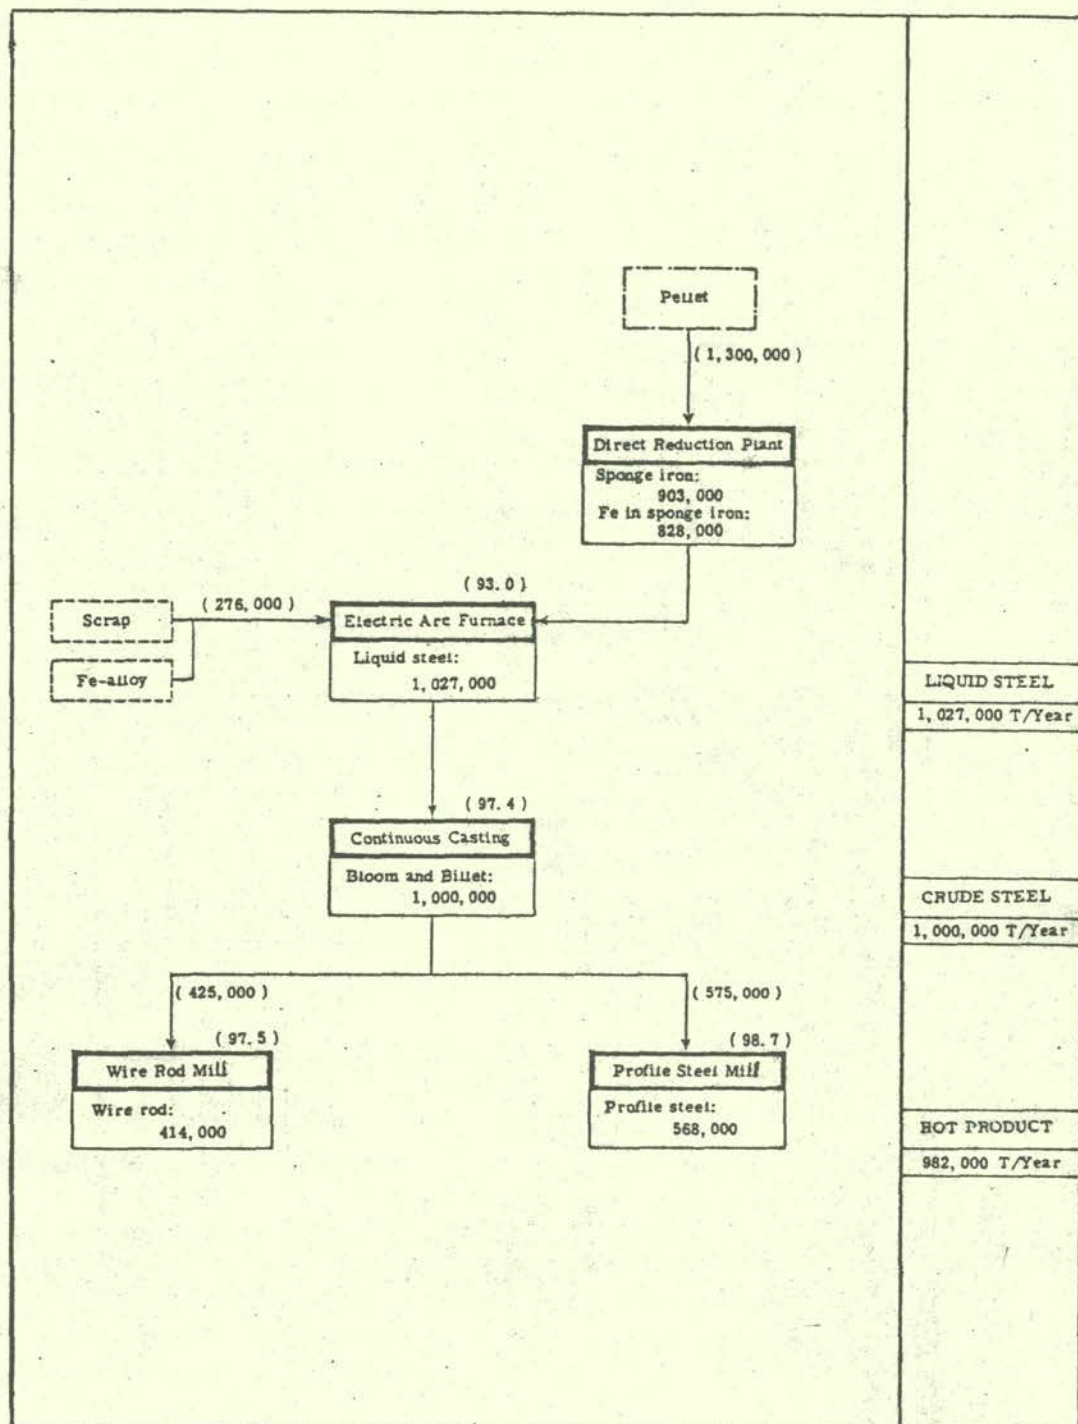 Pellet
( 1, 300, 000 )
Direct Reduction Plant
Sponge iron:
903, 000
Fe in sponge iron:
828, 000
( 93. 0 )
( 276, 000 )
Scrap
Fe-alloy
Electric Arc Furnace
Liquid steel:
1, 027, 000
LIQUID STEEL
1, 027, 000 T/Year
( 97. 4 )
Continuous Casting
Bloom and Billet:
1, 000, 000
CRUDE STEEL
1, 000, 000 T/Year
( 425, 000 )
( 575, 000 )
( 97. 5 )
( 98. 7 )
Wire Rod Mill
Wire rod:
414, 000
Profile Steel Mill
Profile steel:
568, 000
HOT PRODUCT
982, 000 T/Year